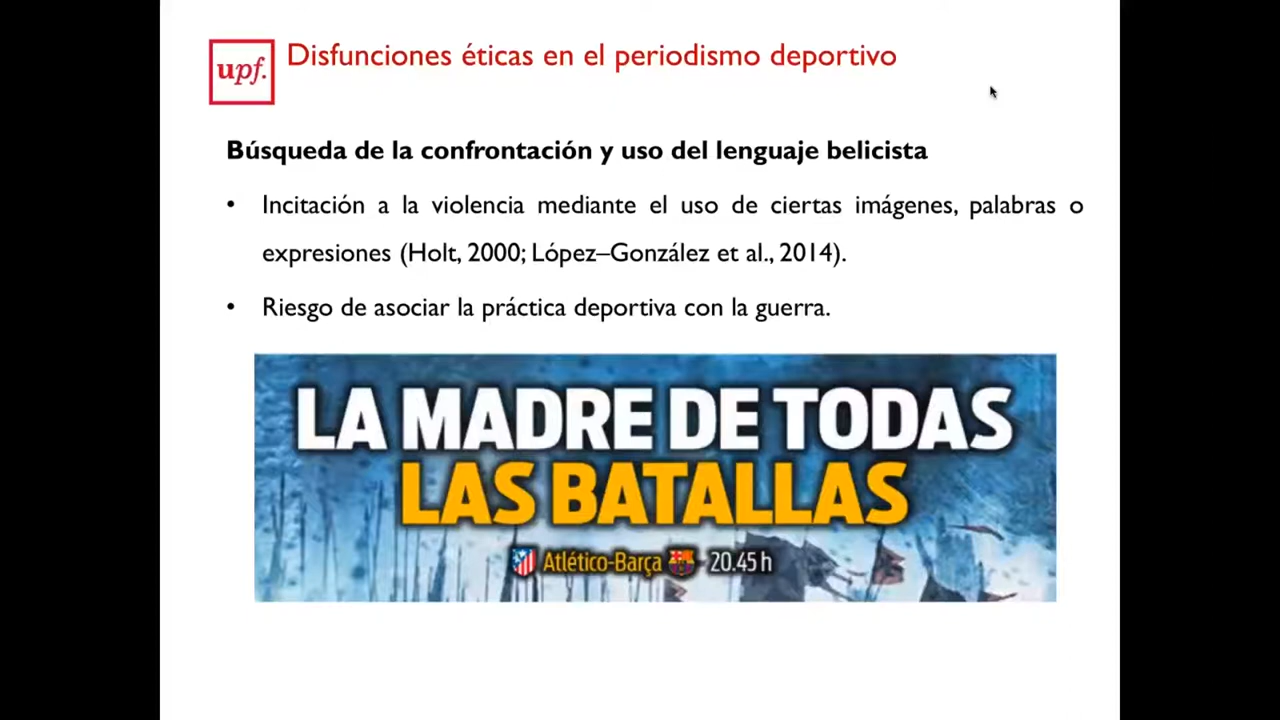 upf.
Disfunciones éticas en el periodismo deportivo
Búsqueda de la confrontación y uso del lenguaje belicista
• Incitación a la violencia mediante el uso de ciertas imágenes, palabras o
expresiones (Holt, 2000; López–González et al., 2014).
• Riesgo de asociar la práctica deportiva con la guerra.
LA MADRE DE TODAS
LAS BATALLAS
Atlético-Barça - 20.45 h